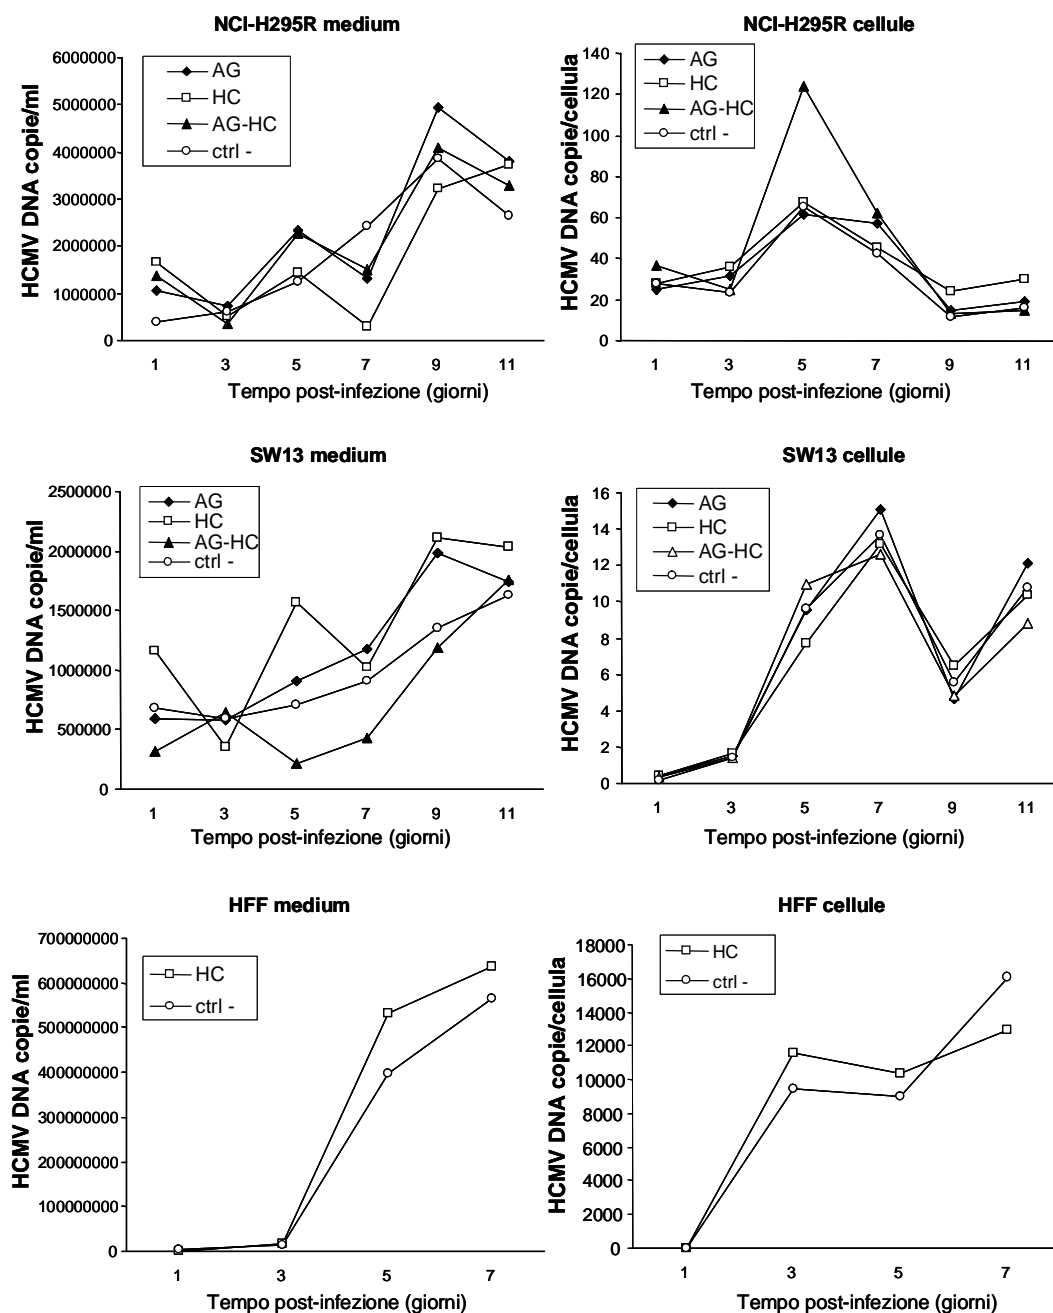 NCI-H295R medium
HCMV DNA copie/ml
6000000
5000000
4000000
3000000
2000000
1000000
0
AG
HC
AG-HC
ctrl -
1 3 5 7 9 11
Tempo post-infezione (giorni)
NCI-H295R cellule
HCMV DNA copie/cellula
140
120
100
80
60
40
20
0
AG
HC
AG-HC
ctrl -
1 3 5 7 9 11
Tempo post-infezione (giorni)
SW13 medium
HCMV DNA copie/ml
2500000
2000000
1500000
1000000
500000
0
AG
HC
AG-HC
ctrl -
1 3 5 7 9 11
Tempo post-infezione (giorni)
SW13 cellule
HCMV DNA copie/cellula
16
14
12
10
8
6
4
2
0
AG
HC
AG-HC
ctrl -
1 3 5 7 9 11
Tempo post-infezione (giorni)
HFF medium
HCMV DNA copie/ml
700000000
600000000
500000000
400000000
300000000
200000000
100000000
0
HC
ctrl -
1 3 5 7
Tempo post-infezione (giorni)
HFF cellule
HCMV DNA copie/cellula
18000
16000
14000
12000
10000
8000
6000
4000
2000
0
HC
ctrl -
1 3 5 7
Tempo post-infezione (giorni)